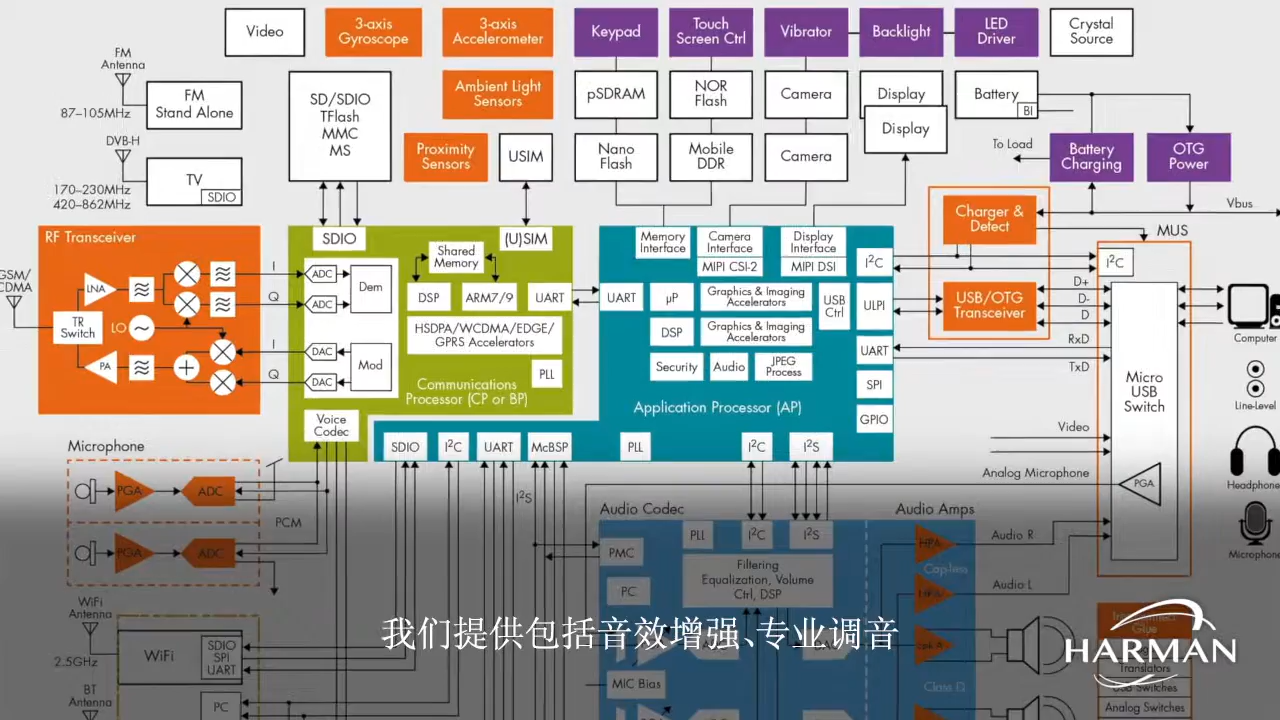 Video
3-axis
Gyroscope
3-axis
Accelerometer
Keypad
Touch
Screen Ctrl
Vibrator
Backlight
LED
Driver
Crystal
Source
FM
Antenna
87–105MHz
FM
Stand Alone
SD/SDIO
TFlash
MMC
MS
Ambient Light
Sensors
pSDRAM
NOR
Flash
Camera
Display
Display
Battery
BI
DVB-H
170–230MHz
420–862MHz
TV
SDIO
Proximity
Sensors
USIM
Nano
Flash
Mobile
DDR
Camera
To Load
Battery
Charging
OTG
Power
Vbus
RF Transceiver
GSM/
CDMA
LNA
TR
Switch
LO
PA
I
Q
I
Q
SDIO
(U)SIM
Shared
Memory
ADC
ADC
Dem
DAC
DAC
Mod
DSP
ARM7/9
UART
HSDPA/WCDMA/EDGE/
GPRS Accelerators
PLL
Communications
Processor (CP or BP)
Voice
Codec
Memory
Interface
Camera
Interface
MIPI CSI-2
Display
Interface
MIPI DSI
I²C
UART
µP
Graphics & Imaging
Accelerators
USB
Ctrl
ULPI
DSP
Graphics & Imaging
Accelerators
UART
Security
Audio
JPEG
Process
SPI
Application Processor (AP)
GPIO
SDIO
I²C
UART
McBSP
PLL
I²C
I²S
Charger &
Detect
USB/OTG
Transceiver
MUS
I²C
D+
D-
D
RxD
TxD
Micro
USB
Switch
Video
Analog Microphone
PGA
Computer
Line-Level
Headphone
Microphone
Microphone
PGA
ADC
PGA
ADC
PCM
I²S
Audio Codec
Audio Amps
PLL
I²C
I²S
PMC
PC
Filtering
Equalization, Volume
Ctrl, DSP
HPA
Cap-less
Audio R
Audio L
Class D
MIC Bias
WiFi
Antenna
2.5GHz
WiFi
SDIO
SPI
UART
BT
Antenna
PC
Glue
Translators
USB Switches
Analog Switches
我们提供包括音效增强、专业调音
HARMAN